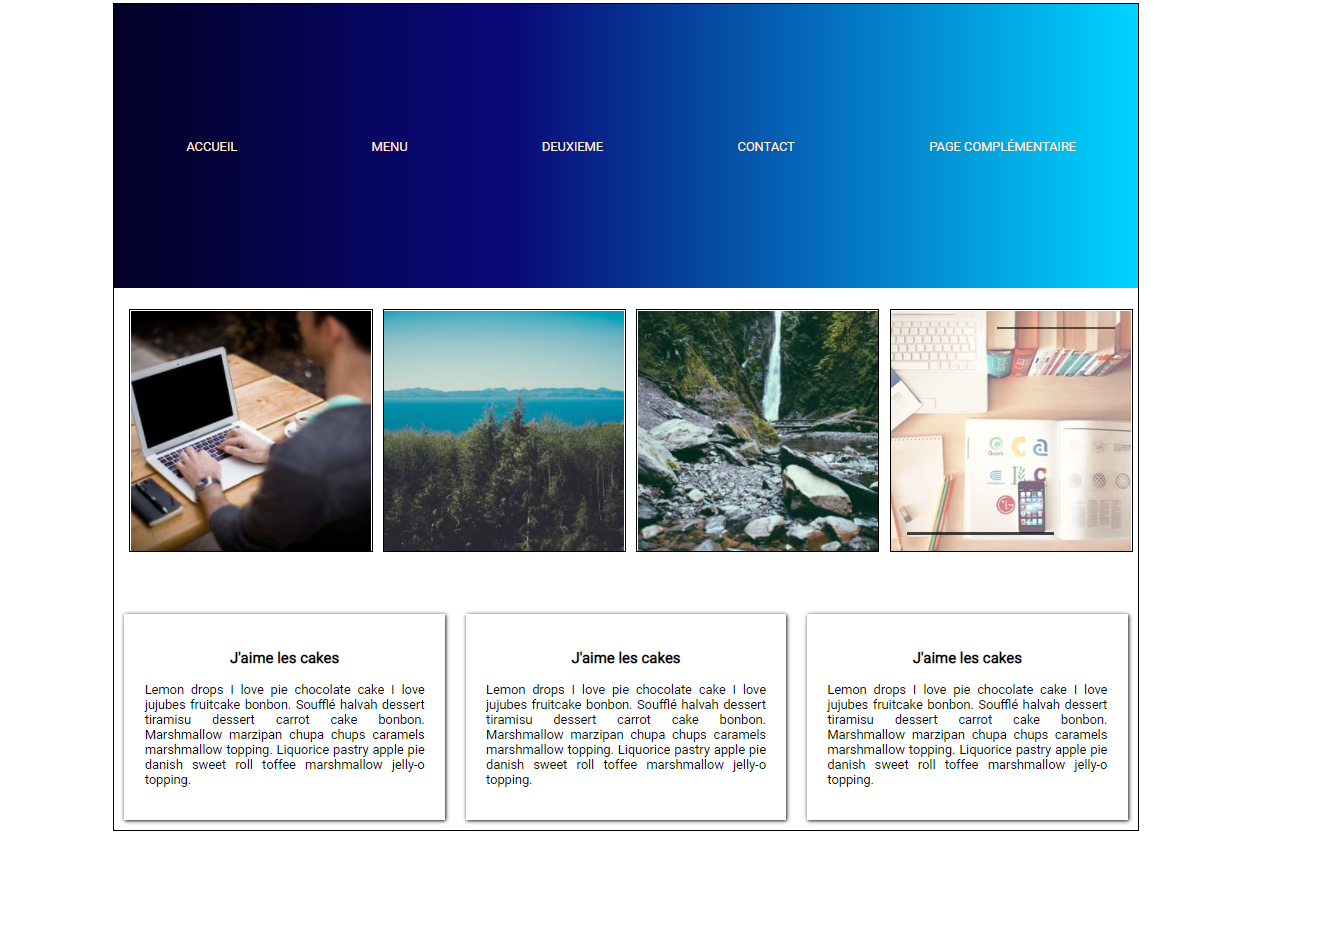 ACCUEIL MENU DEUXIEME CONTACT PAGE COMPLÉMENTAIRE
Quark C a
LG
J'aime les cakes
Lemon drops I love pie chocolate cake I love
jujubes fruitcake bonbon. Soufflé halvah dessert
tiramisu dessert carrot cake bonbon.
Marshmallow marzipan chupa chups caramels
marshmallow topping. Liquorice pastry apple pie
danish sweet roll toffee marshmallow jelly-o
topping.
J'aime les cakes
Lemon drops I love pie chocolate cake I love
jujubes fruitcake bonbon. Soufflé halvah dessert
tiramisu dessert carrot cake bonbon.
Marshmallow marzipan chupa chups caramels
marshmallow topping. Liquorice pastry apple pie
danish sweet roll toffee marshmallow jelly-o
topping.
J'aime les cakes
Lemon drops I love pie chocolate cake I love
jujubes fruitcake bonbon. Soufflé halvah dessert
tiramisu dessert carrot cake bonbon.
Marshmallow marzipan chupa chups caramels
marshmallow topping. Liquorice pastry apple pie
danish sweet roll toffee marshmallow jelly-o
topping.